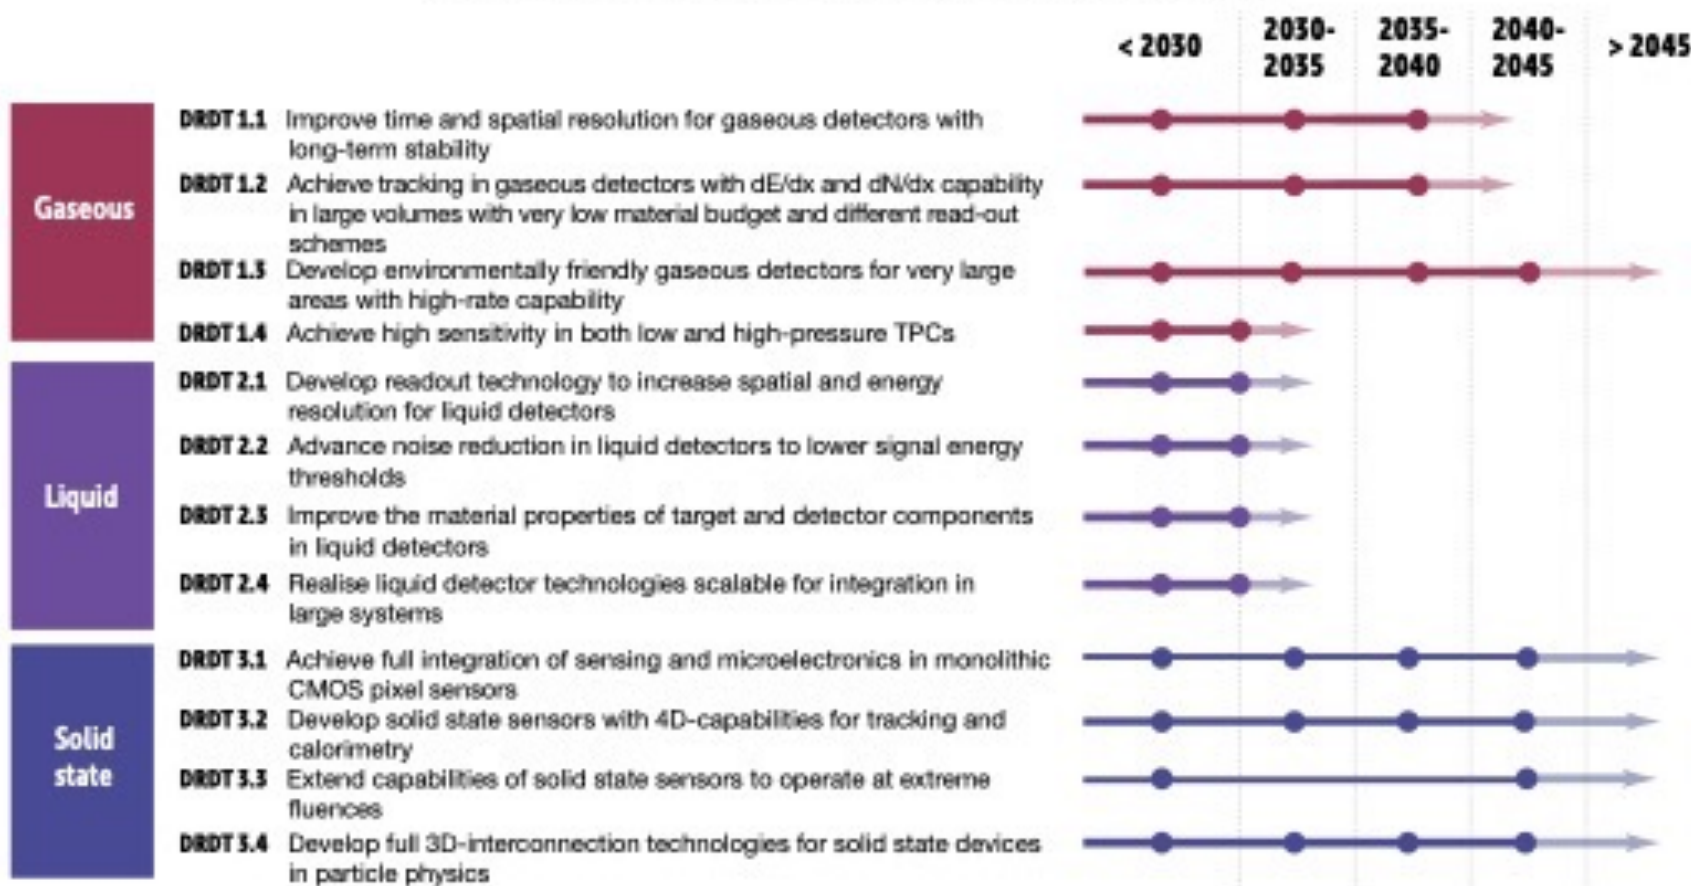 < 2030
2030-
2035
2035-
2040
2040-
2045
> 2045
Gaseous
DRDT 1.1 Improve time and spatial resolution for gaseous detectors with
long-term stability
DRDT 1.2 Achieve tracking in gaseous detectors with dE/dx and dN/dx capability
in large volumes with very low material budget and different read-out
schemes
DRDT 1.3 Develop environmentally friendly gaseous detectors for very large
areas with high-rate capability
DRDT 1.4 Achieve high sensitivity in both low and high-pressure TPCs
Liquid
DRDT 2.1 Develop readout technology to increase spatial and energy
resolution for liquid detectors
DRDT 2.2 Advance noise reduction in liquid detectors to lower signal energy
thresholds
DRDT 2.3 Improve the material properties of target and detector components
in liquid detectors
DRDT 2.4 Realise liquid detector technologies scalable for integration in
large systems
Solid
state
DRDT 3.1 Achieve full integration of sensing and microelectronics in monolithic
CMOS pixel sensors
DRDT 3.2 Develop solid state sensors with 4D-capabilities for tracking and
calorimetry
DRDT 3.3 Extend capabilities of solid state sensors to operate at extreme
fluences
DRDT 3.4 Develop full 3D-interconnection technologies for solid state devices
in particle physics